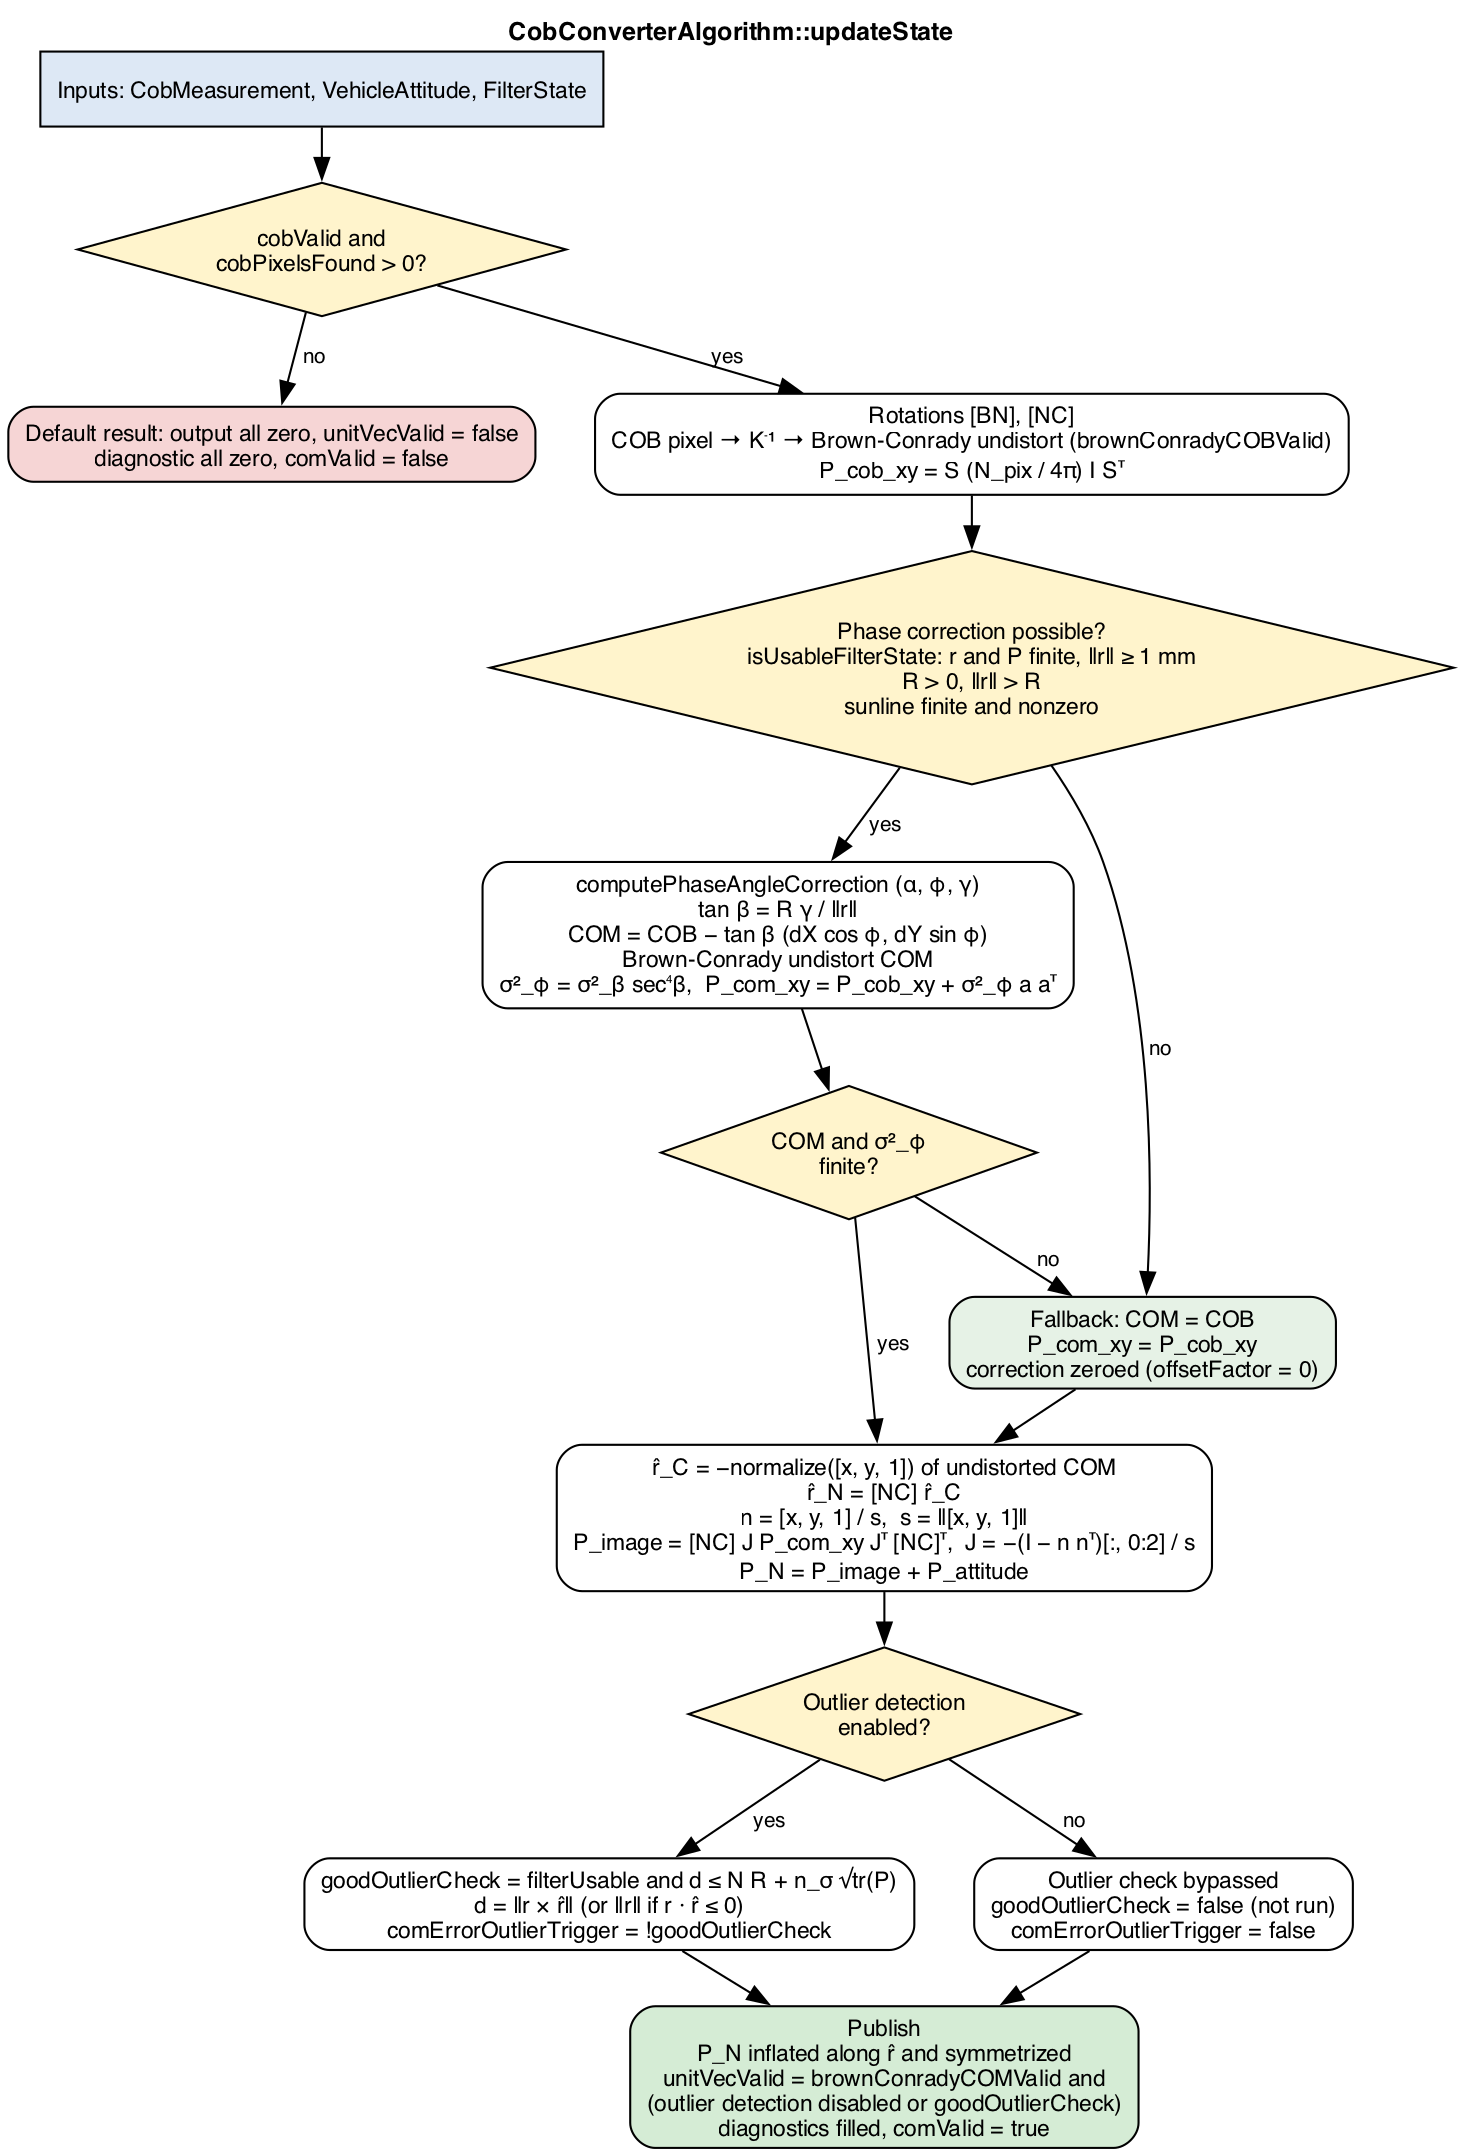 CobConverterAlgorithm::updateState
Inputs: CobMeasurement, VehicleAttitude, FilterState
cobValid and
cobPixelsFound > 0?
no
yes
Default result: output all zero, unitVecValid = false
diagnostic all zero, comValid = false
Rotations [BN], [NC]
COB pixel → K⁻¹ → Brown-Conrady undistort (brownConradyCOBValid)
P_cob_xy = S (N_pix / 4π) I Sᵀ
Phase correction possible?
isUsableFilterState: r and P finite, ‖r‖ ≥ 1 mm
R > 0, ‖r‖ > R
sunline finite and nonzero
yes
no
computePhaseAngleCorrection (α, φ, γ)
tan β = R γ / ‖r‖
COM = COB − tan β (dX cos φ, dY sin φ)
Brown-Conrady undistort COM
σ²_φ = σ²_β sec⁴β, P_com_xy = P_cob_xy + σ²_φ a aᵀ
COM and σ²_φ
finite?
no
yes
Fallback: COM = COB
P_com_xy = P_cob_xy
correction zeroed (offsetFactor = 0)
r̂_C = −normalize([x, y, 1]) of undistorted COM
r̂_N = [NC] r̂_C
n = [x, y, 1] / s, s = ‖[x, y, 1]‖
P_image = [NC] J P_com_xy Jᵀ [NC]ᵀ, J = −(I − n nᵀ)[:, 0:2] / s
P_N = P_image + P_attitude
Outlier detection
enabled?
yes
no
goodOutlierCheck = filterUsable and d ≤ N R + n_σ √tr(P)
d = ‖r × r̂‖ (or ‖r‖ if r · r̂ ≤ 0)
comErrorOutlierTrigger = !goodOutlierCheck
Outlier check bypassed
goodOutlierCheck = false (not run)
comErrorOutlierTrigger = false
Publish
P_N inflated along r̂ and symmetrized
unitVecValid = brownConradyCOMValid and
(outlier detection disabled or goodOutlierCheck)
diagnostics filled, comValid = true